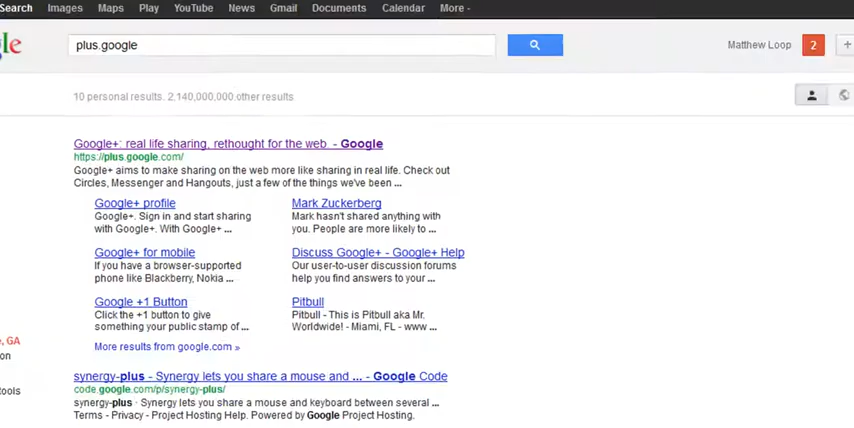 Search Images Maps Play YouTube News Gmail Documents Calendar More -
plus.google
Matthew Loop 2 +
10 personal results. 2,140,000,000 other results
Google+: real life sharing, rethought for the web. - Google
https://plus.google.com/
Google+ aims to make sharing on the web more like sharing in real life. Check out
Circles, Messenger and Hangouts, just a few of the things we've been ...
Google+ profile
Google+. Sign in and start sharing
with Google+. With Google+ ...
Mark Zuckerberg
Mark hasn't shared anything with
you. People are more likely to ...
Google+ for mobile
If you have a browser-supported
phone like Blackberry, Nokia ...
Discuss Google+ - Google+ Help
Our user-to-user discussion forums
help you find answers to your ...
Google +1 Button
Click the +1 button to give
something your public stamp of ...
Pitbull
Pitbull - This is Pitbull aka Mr.
Worldwide! - Miami, FL - www ...
More results from google.com »
, GA
on
tools
synergy-plus - Synergy lets you share a mouse and ... - Google Code
code.google.com/p/synergy-plus/
synergy-plus · Synergy lets you share a mouse and keyboard between several ...
Terms - Privacy - Project Hosting Help. Powered by Google Project Hosting.